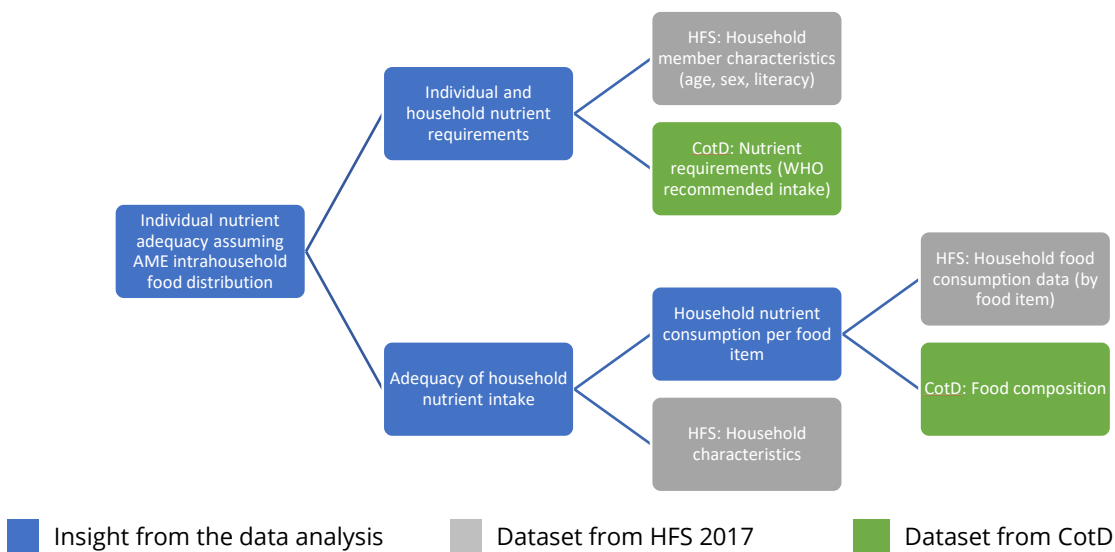 HFS: Household
member characteristics
(age, sex, literacy)
Individual and
household nutrient
requirements
CotD: Nutrient
requirements (WHO
recommended intake)
Individual nutrient
adequacy assuming
AME intrahousehold
food distribution
HFS: Household food
consumption data (by
food item)
Household nutrient
consumption per food
item
Adequacy of household
nutrient intake
CotD: Food composition
HFS: Household
characteristics
Insight from the data analysis
Dataset from HFS 2017
Dataset from CotD